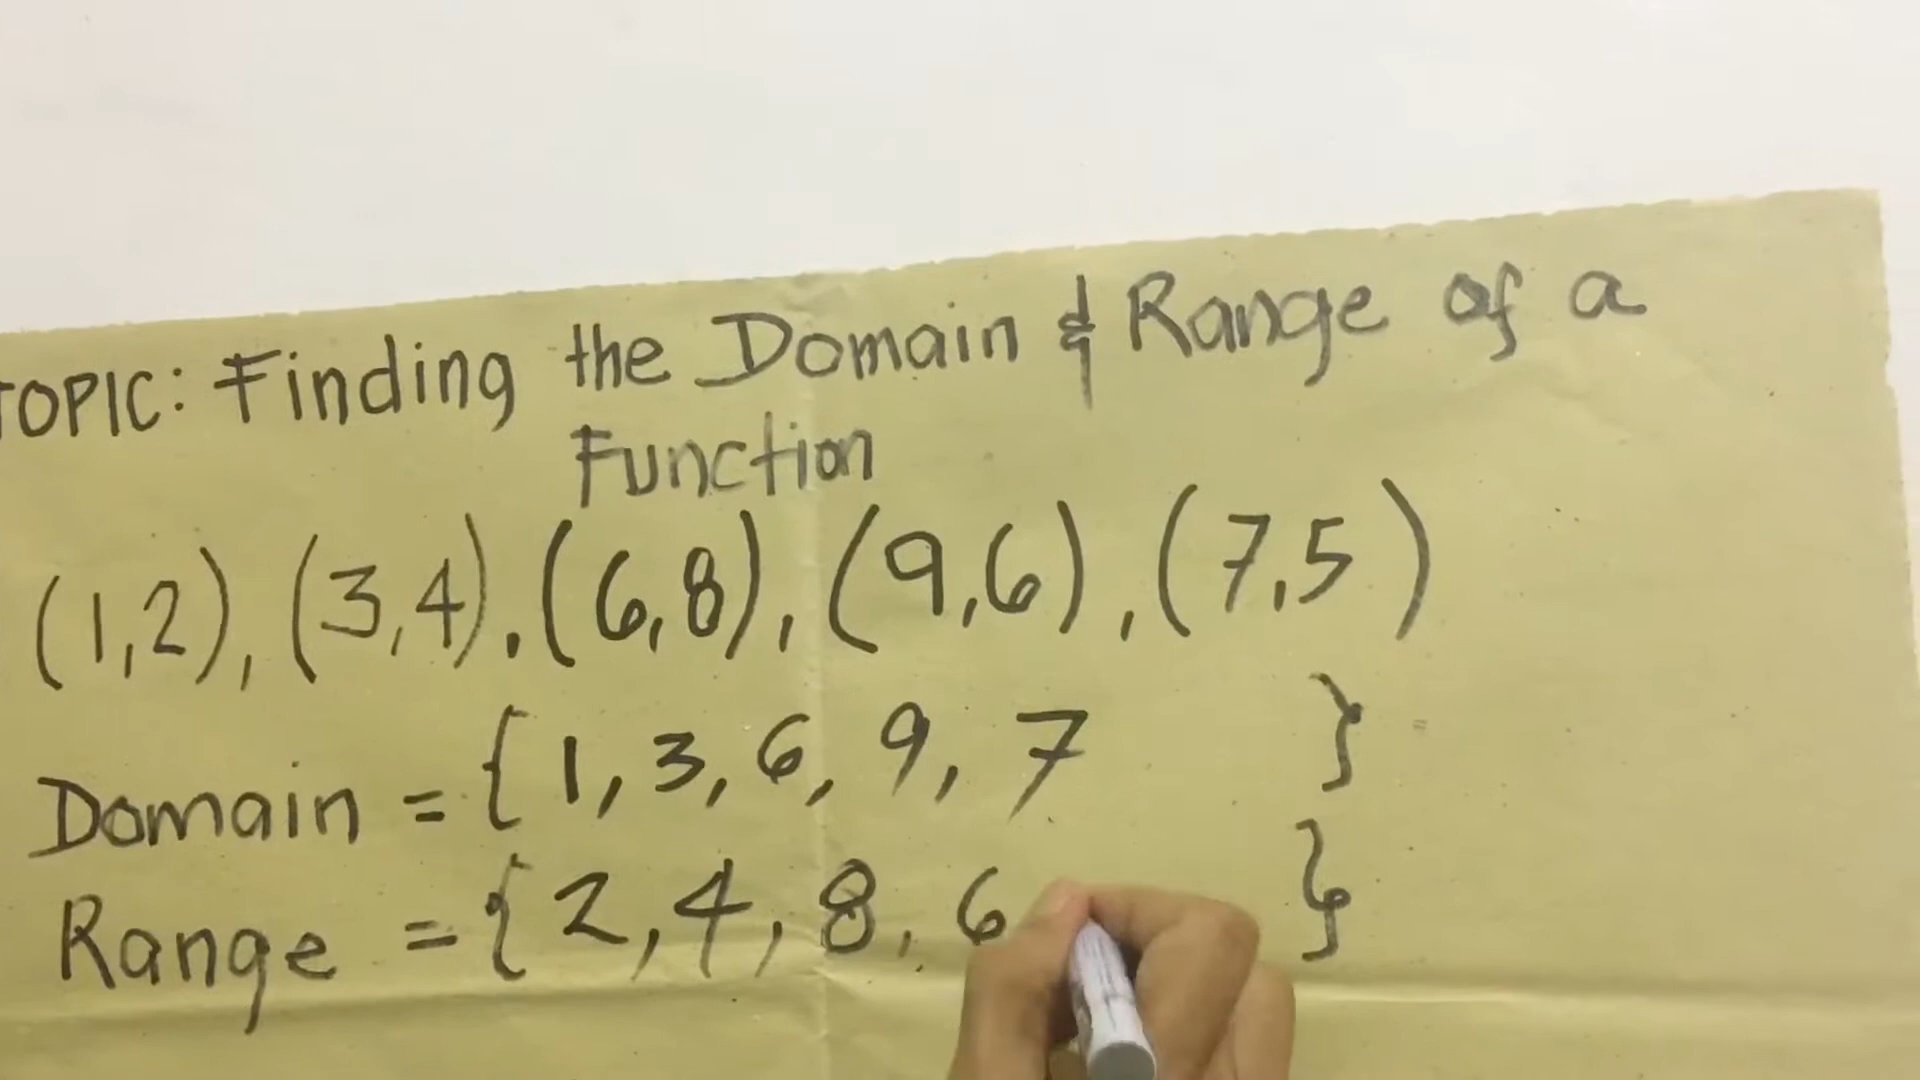 TOPIC: Finding the Domain & Range of a
Function
(1,2), (3,4), (6,8), (9,6), (7,5)
Domain = { 1, 3, 6, 9, 7 }
Range = { 2, 4, 8, 6 }